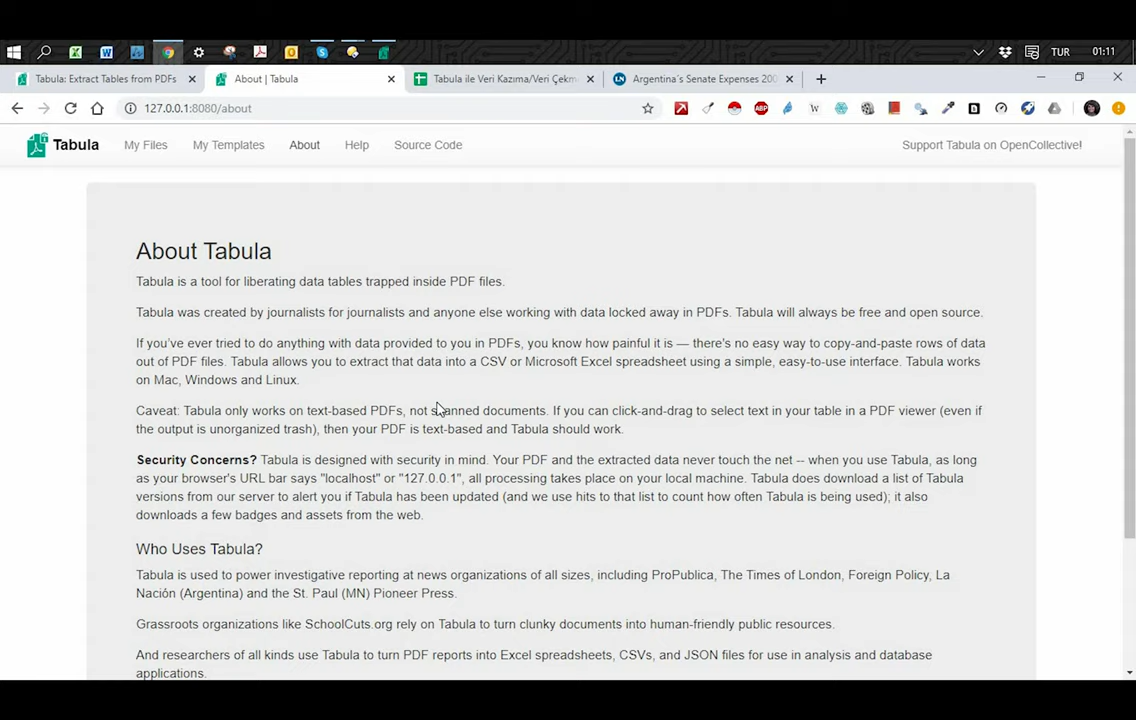 TUR
01:11
Tabula: Extract Tables from PDFs
About | Tabula
Tabula ile Veri Kazıma/Veri Çekm
LN
Argentina´s Senate Expenses 200
127.0.0.1:8080/about
ABP
W
Tabula
My Files
My Templates
About
Help
Source Code
Support Tabula on OpenCollective!
About Tabula
Tabula is a tool for liberating data tables trapped inside PDF files.
Tabula was created by journalists for journalists and anyone else working with data locked away in PDFs. Tabula will always be free and open source.
If you've ever tried to do anything with data provided to you in PDFs, you know how painful it is — there's no easy way to copy-and-paste rows of data
out of PDF files. Tabula allows you to extract that data into a CSV or Microsoft Excel spreadsheet using a simple, easy-to-use interface. Tabula works
on Mac, Windows and Linux.
Caveat: Tabula only works on text-based PDFs, not scanned documents. If you can click-and-drag to select text in your table in a PDF viewer (even if
the output is unorganized trash), then your PDF is text-based and Tabula should work.
Security Concerns? Tabula is designed with security in mind. Your PDF and the extracted data never touch the net -- when you use Tabula, as long
as your browser's URL bar says "localhost" or "127.0.0.1", all processing takes place on your local machine. Tabula does download a list of Tabula
versions from our server to alert you if Tabula has been updated (and we use hits to that list to count how often Tabula is being used); it also
downloads a few badges and assets from the web.
Who Uses Tabula?
Tabula is used to power investigative reporting at news organizations of all sizes, including ProPublica, The Times of London, Foreign Policy, La
Nación (Argentina) and the St. Paul (MN) Pioneer Press.
Grassroots organizations like SchoolCuts.org rely on Tabula to turn clunky documents into human-friendly public resources.
And researchers of all kinds use Tabula to turn PDF reports into Excel spreadsheets, CSVs, and JSON files for use in analysis and database
applications.